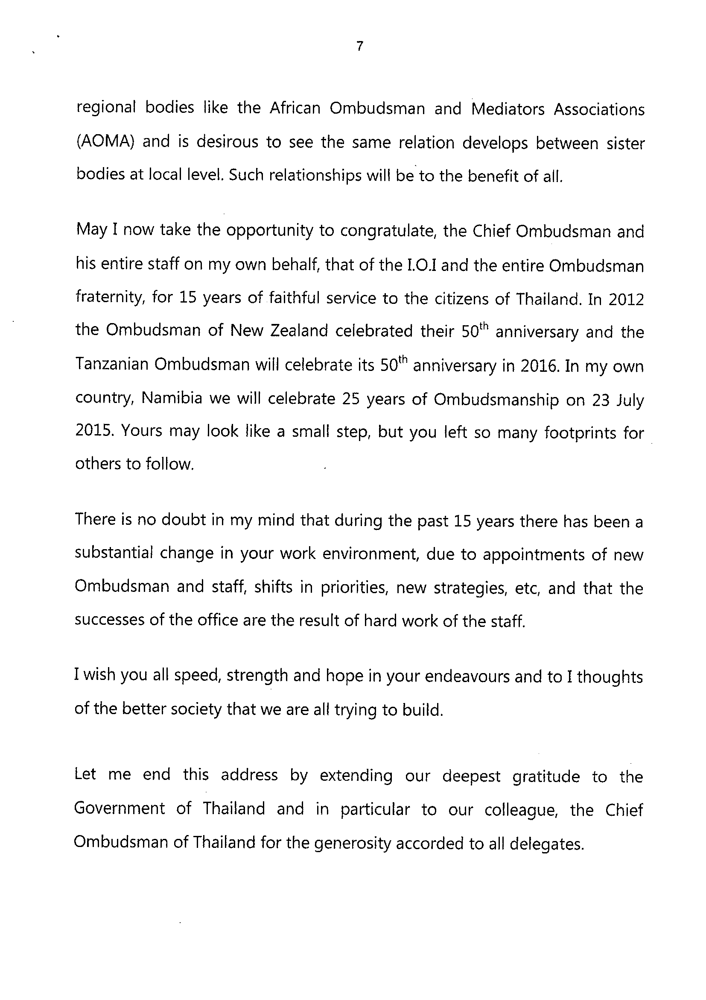 7
regional bodies like the African Ombudsman and Mediators Associations
(AOMA) and is desirous to see the same relation develops between sister
bodies at local level. Such relationships will be to the benefit of all.
May I now take the opportunity to congratulate, the Chief Ombudsman and
his entire staff on my own behalf, that of the I.O.I and the entire Ombudsman
fraternity, for 15 years of faithful service to the citizens of Thailand. In 2012
the Ombudsman of New Zealand celebrated their 50th anniversary and the
Tanzanian Ombudsman will celebrate its 50th anniversary in 2016. In my own
country, Namibia we will celebrate 25 years of Ombudsmanship on 23 July
2015. Yours may look like a small step, but you left so many footprints for
others to follow.
There is no doubt in my mind that during the past 15 years there has been a
substantial change in your work environment, due to appointments of new
Ombudsman and staff, shifts in priorities, new strategies, etc, and that the
successes of the office are the result of hard work of the staff.
I wish you all speed, strength and hope in your endeavours and to I thoughts
of the better society that we are all trying to build.
Let me end this address by extending our deepest gratitude to the
Government of Thailand and in particular to our colleague, the Chief
Ombudsman of Thailand for the generosity accorded to all delegates.